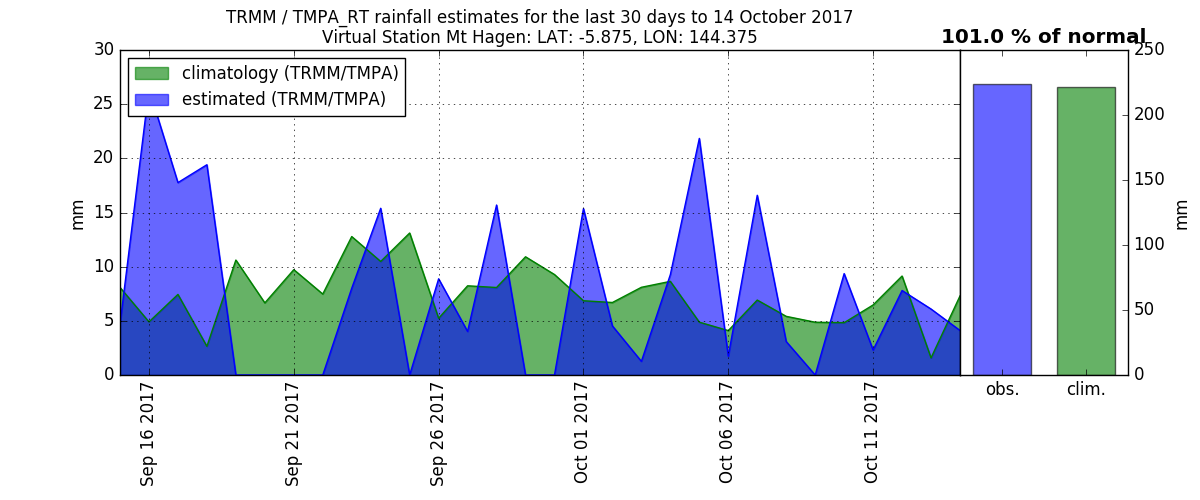 TRMM / TMPA_RT rainfall estimates for the last 30 days to 14 October 2017
Virtual Station Mt Hagen: LAT: -5.875, LON: 144.375
101.0 % of normal
climatology (TRMM/TMPA)
estimated (TRMM/TMPA)
30
25
20
15
10
5
0
mm
Sep 16 2017
Sep 21 2017
Sep 26 2017
Oct 01 2017
Oct 06 2017
Oct 11 2017
250
200
150
100
50
0
mm
obs.
clim.